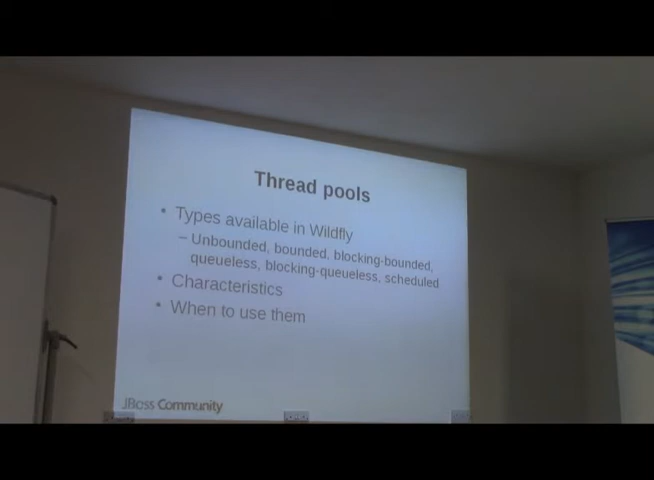 Thread pools
• Types available in Wildfly
– Unbounded, bounded, blocking-bounded,
queueless, blocking-queueless, scheduled
• Characteristics
• When to use them
JBoss Community